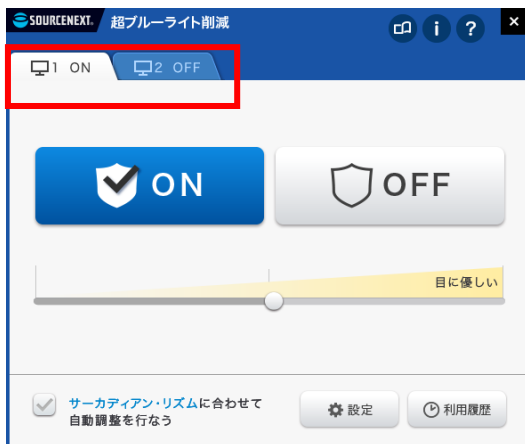 SOURCENEXT. 超ブルーライト削減
i ? ×
1 ON 2 OFF
ON OFF
目に優しい
サーカディアン・リズムに合わせて
自動調整を行なう
設定 利用履歴